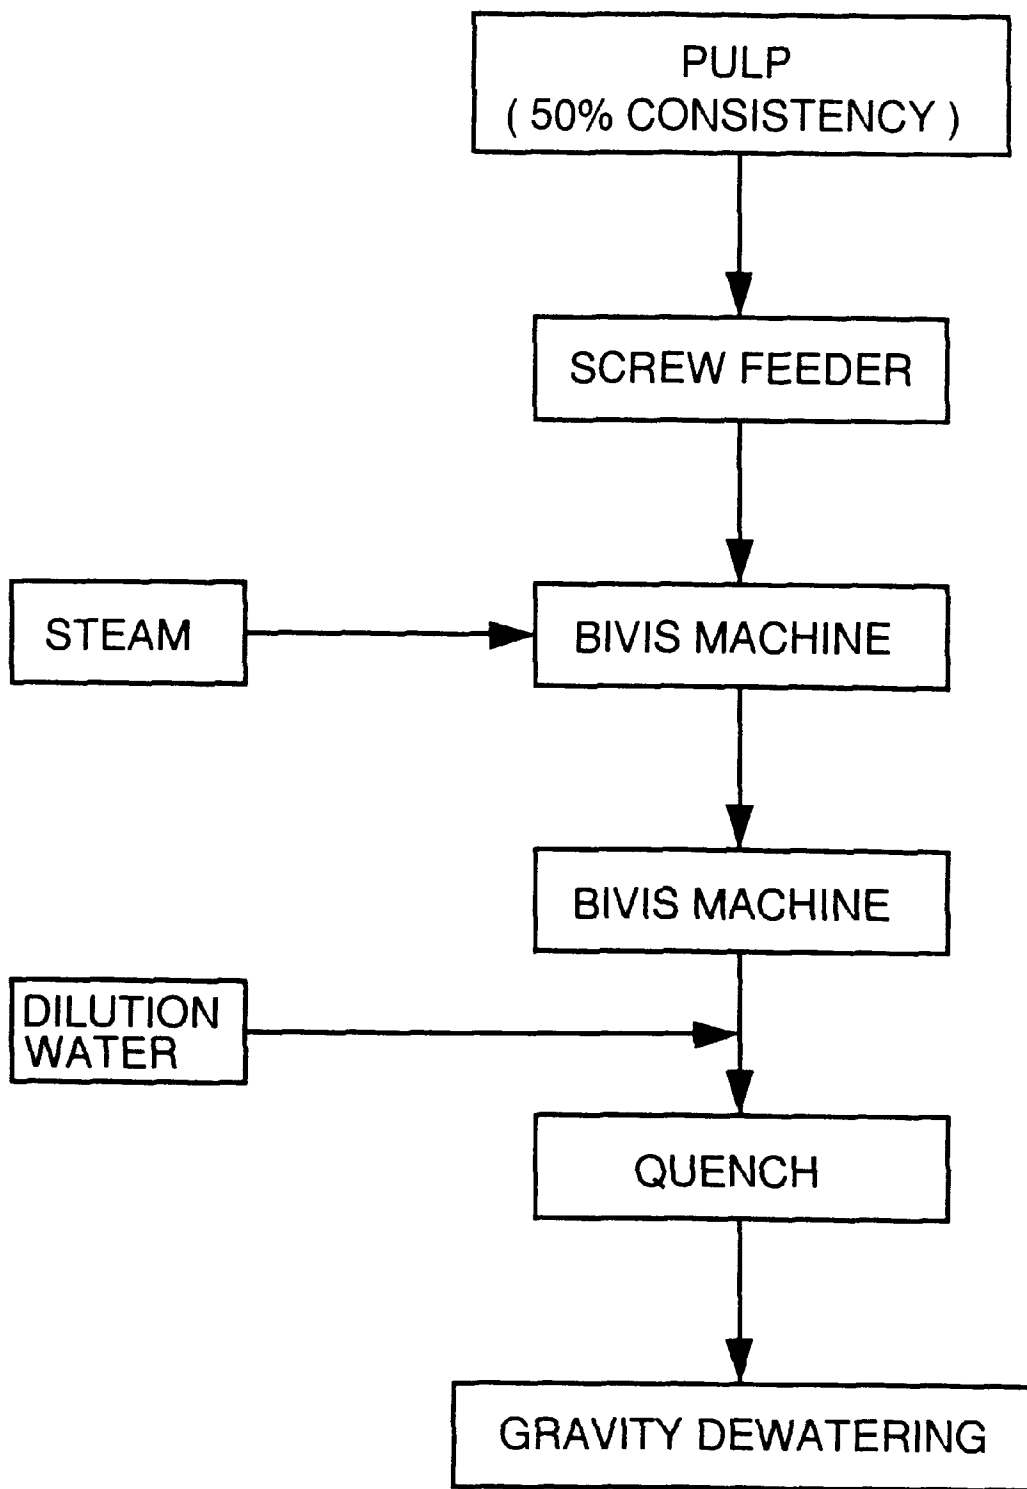 PULP
( 50% CONSISTENCY )
SCREW FEEDER
STEAM
BIVIS MACHINE
BIVIS MACHINE
DILUTION
WATER
QUENCH
GRAVITY DEWATERING